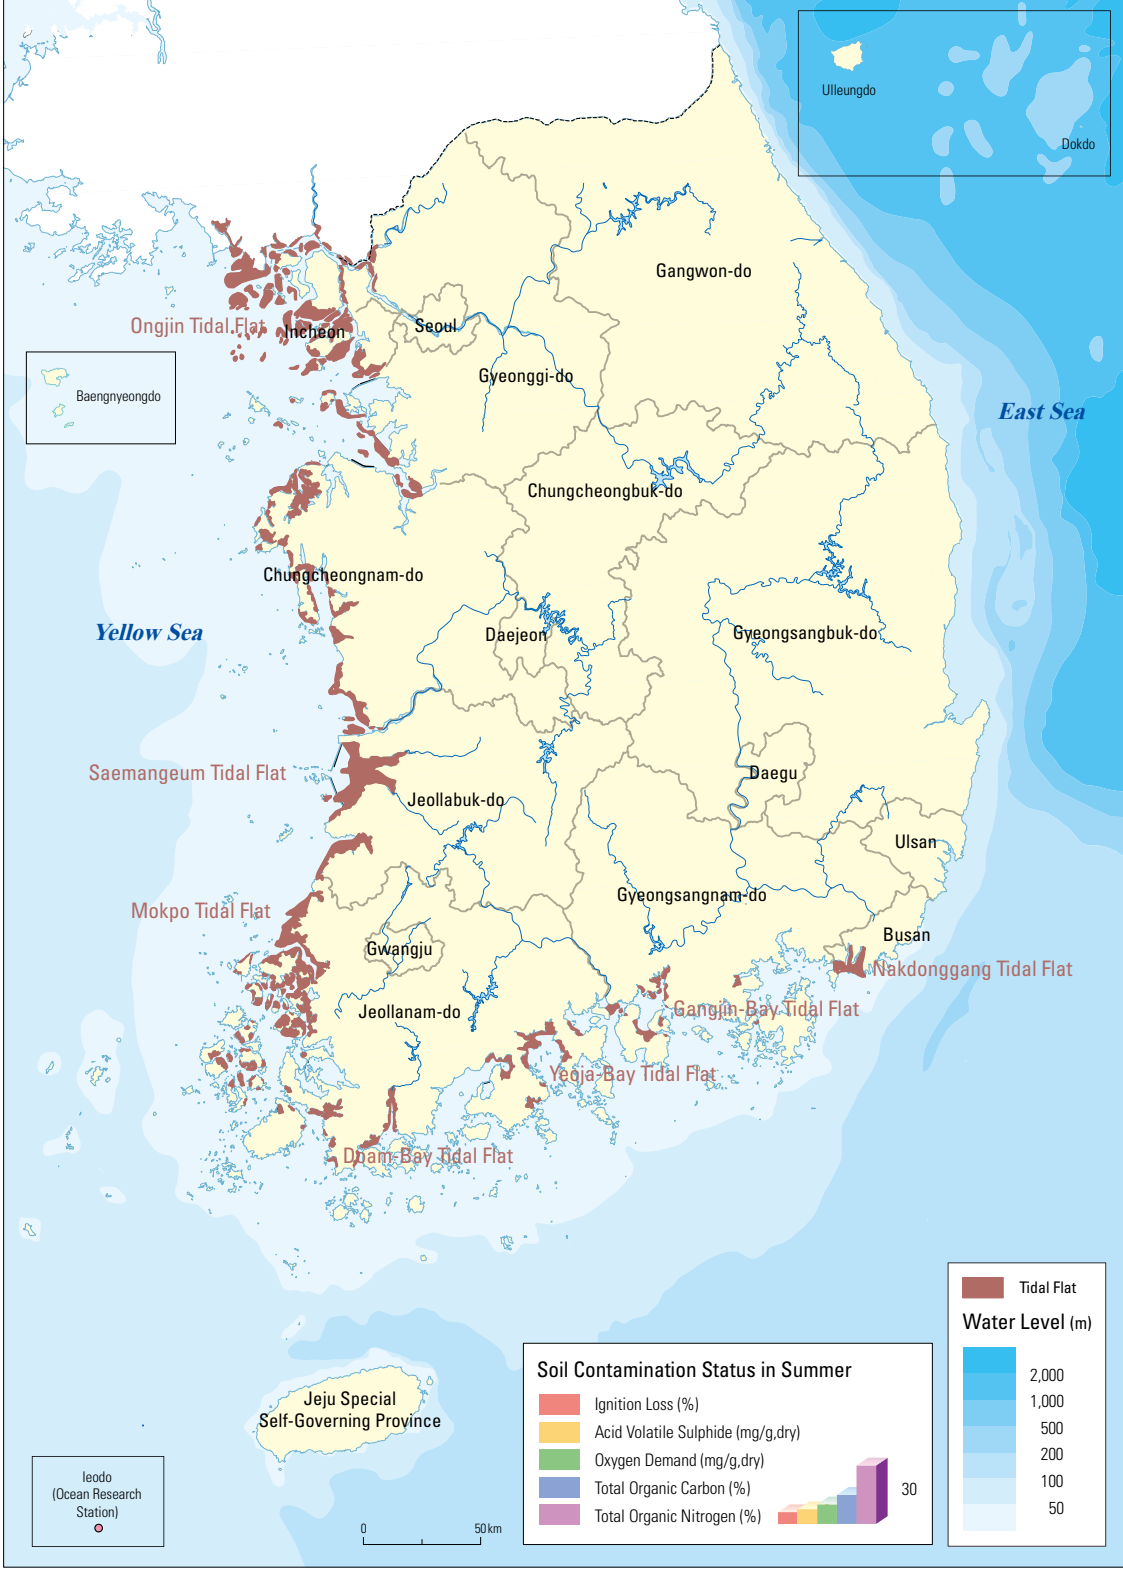 Ulleungdo
Dokdo
Gangwon-do
Ongjin Tidal Flat
Incheon
Seoul
Gyeonggi-do
Baengnyeongdo
East Sea
Chungcheongbuk-do
Chungcheongnam-do
Yellow Sea
Daejeon
Gyeongsangbuk-do
Saemangeum Tidal Flat
Daegu
Jeollabuk-do
Ulsan
Gyeongsangnam-do
Mokpo Tidal Flat
Busan
Gwangju
Nakdonggang Tidal Flat
Jeollanam-do
Gangjin-Bay Tidal Flat
Yeoja-Bay Tidal Flat
Doam-Bay Tidal Flat
Jeju Special
Self-Governing Province
Ieodo
(Ocean Research
Station)
0 50 km
Soil Contamination Status in Summer
Ignition Loss (%)
Acid Volatile Sulphide (mg/g,dry)
Oxygen Demand (mg/g,dry)
Total Organic Carbon (%)
Total Organic Nitrogen (%)
30
Tidal Flat
Water Level (m)
2,000
1,000
500
200
100
50